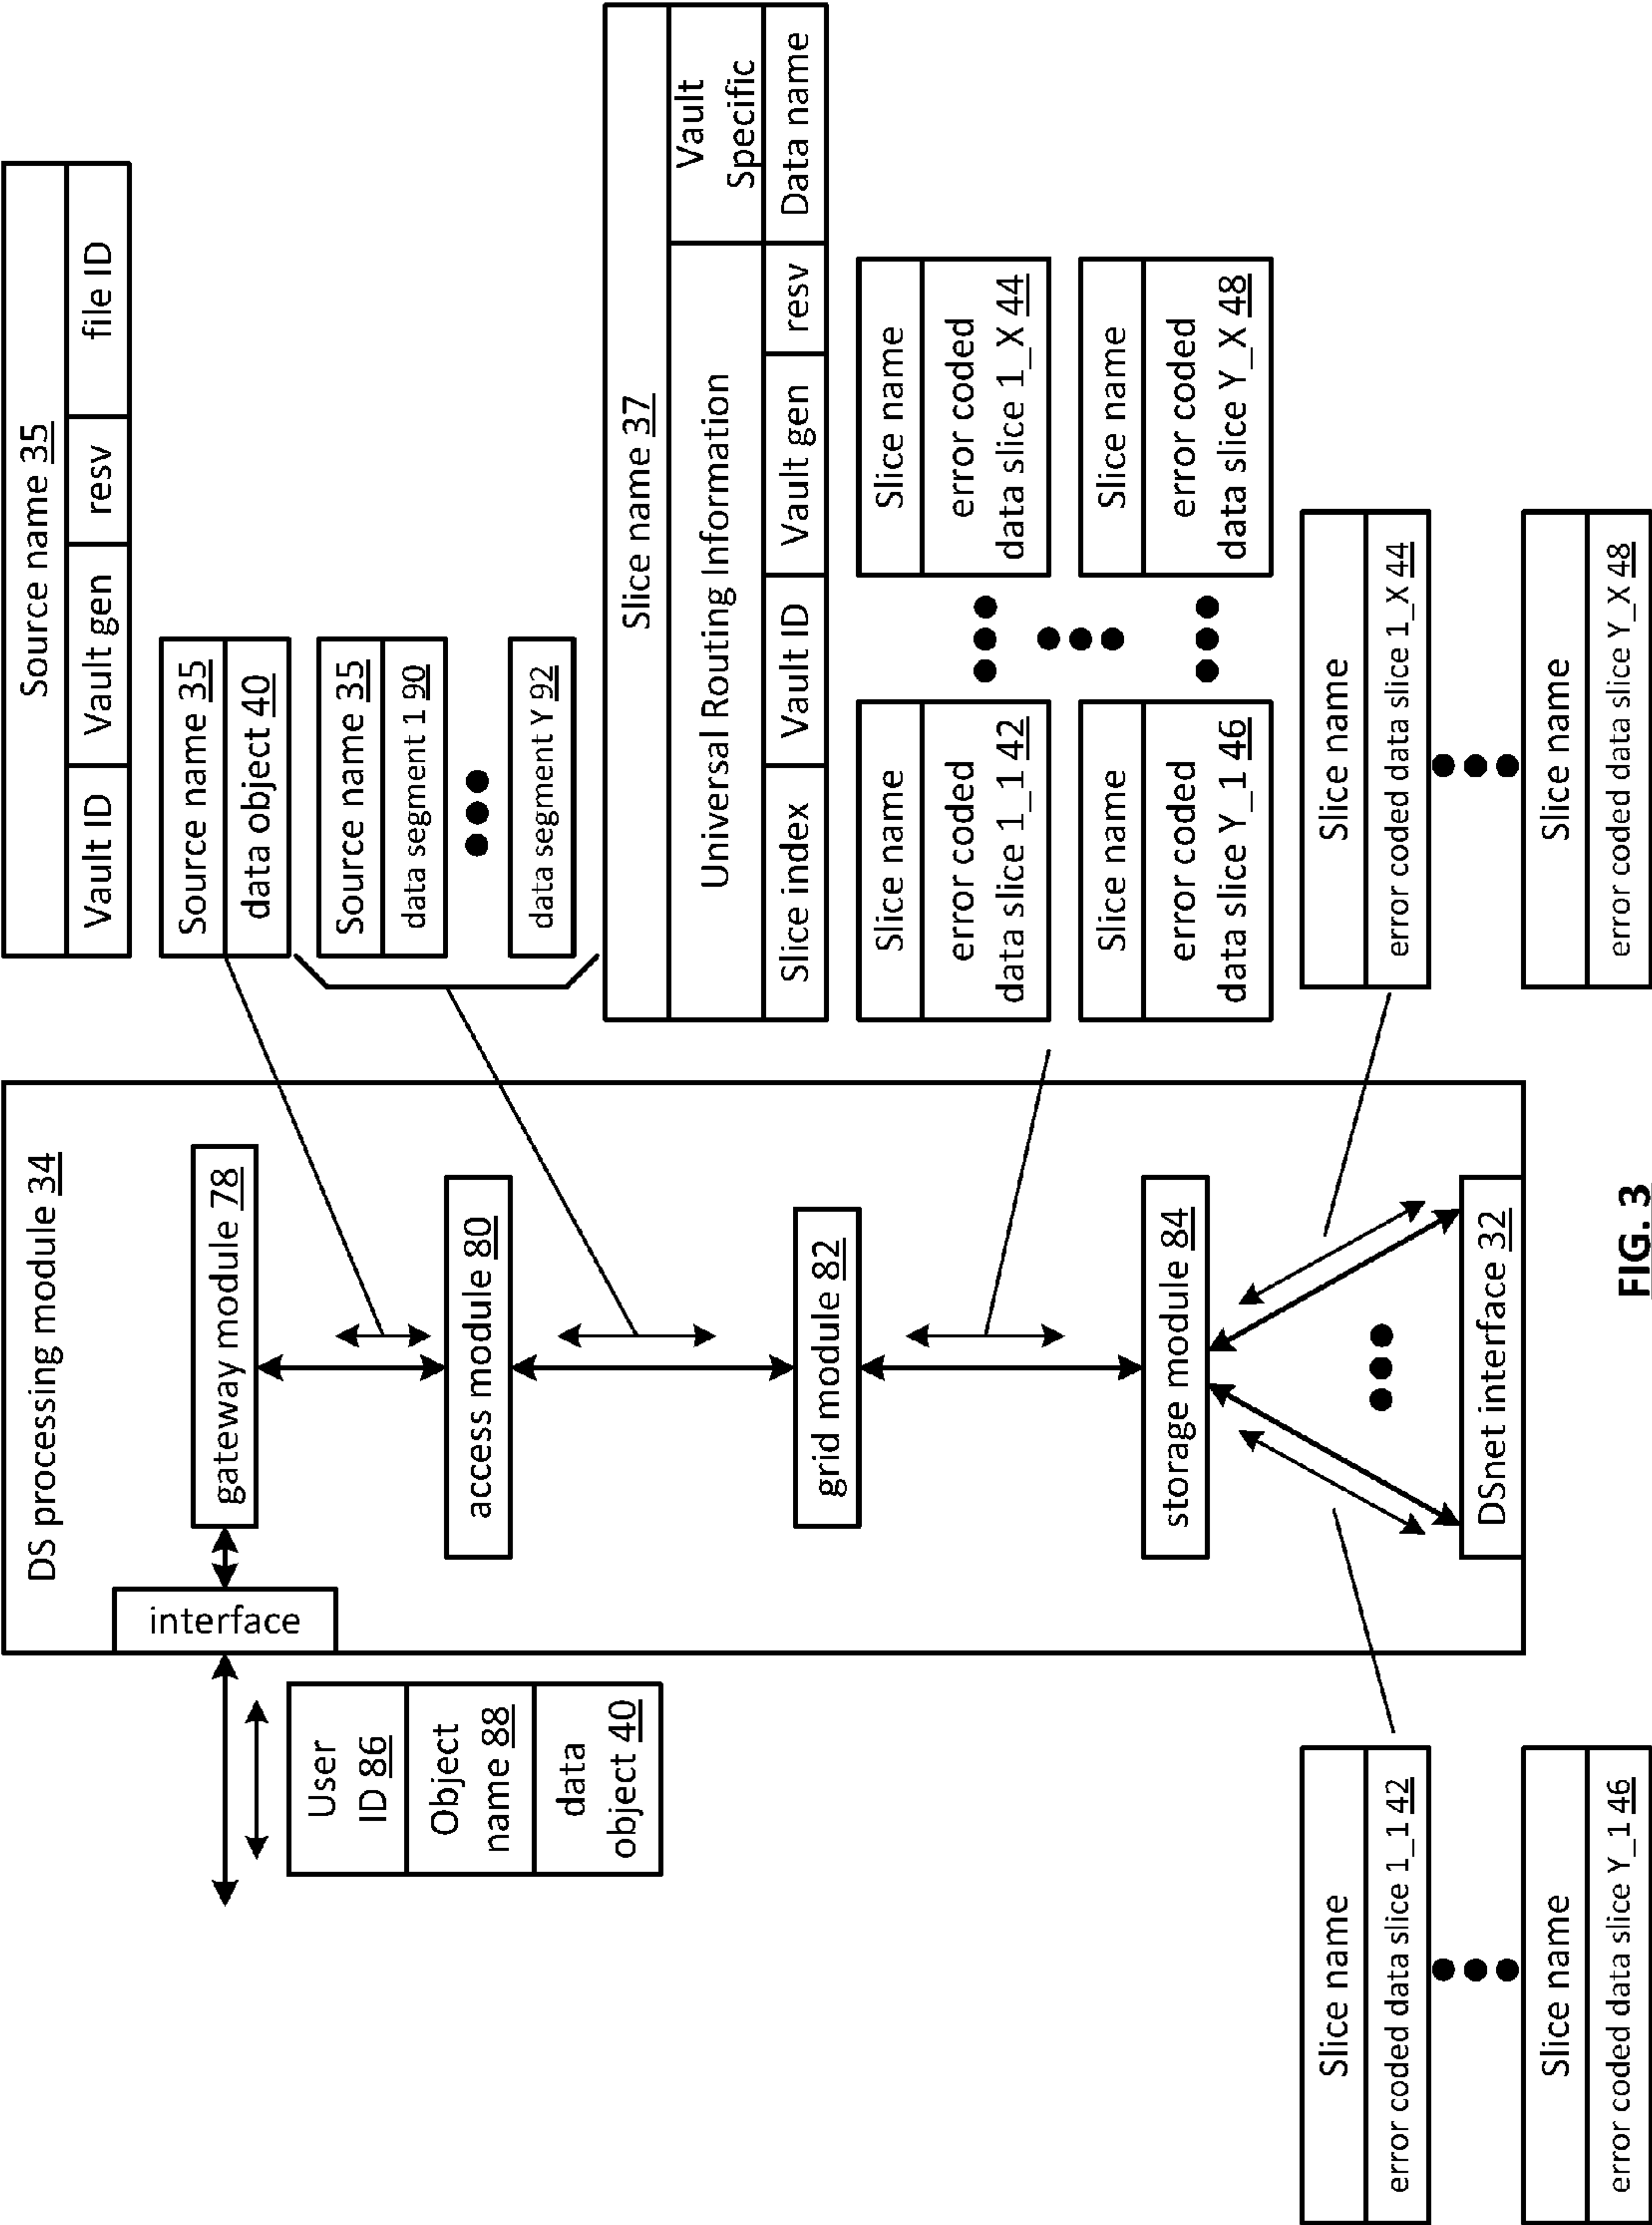 DS processing module 34
interface
gateway module 78
access module 80
grid module 82
storage module 84
DSnet interface 32
User
ID 86
Object
name 88
data
object 40
Source name 35
Vault ID
Vault gen
resv
file ID
Source name 35
data object 40
Source name 35
data segment 1 90
data segment Y 92
Slice name 37
Universal Routing Information
Vault
Specific
Slice index
Vault ID
Vault gen
resv
Data name
Slice name
error coded
data slice 1_1 42
Slice name
error coded
data slice 1_X 44
Slice name
error coded
data slice Y_1 46
Slice name
error coded
data slice Y_X 48
Slice name
error coded data slice 1_1 42
Slice name
error coded data slice Y_1 46
Slice name
error coded data slice 1_X 44
Slice name
error coded data slice Y_X 48
FIG. 3